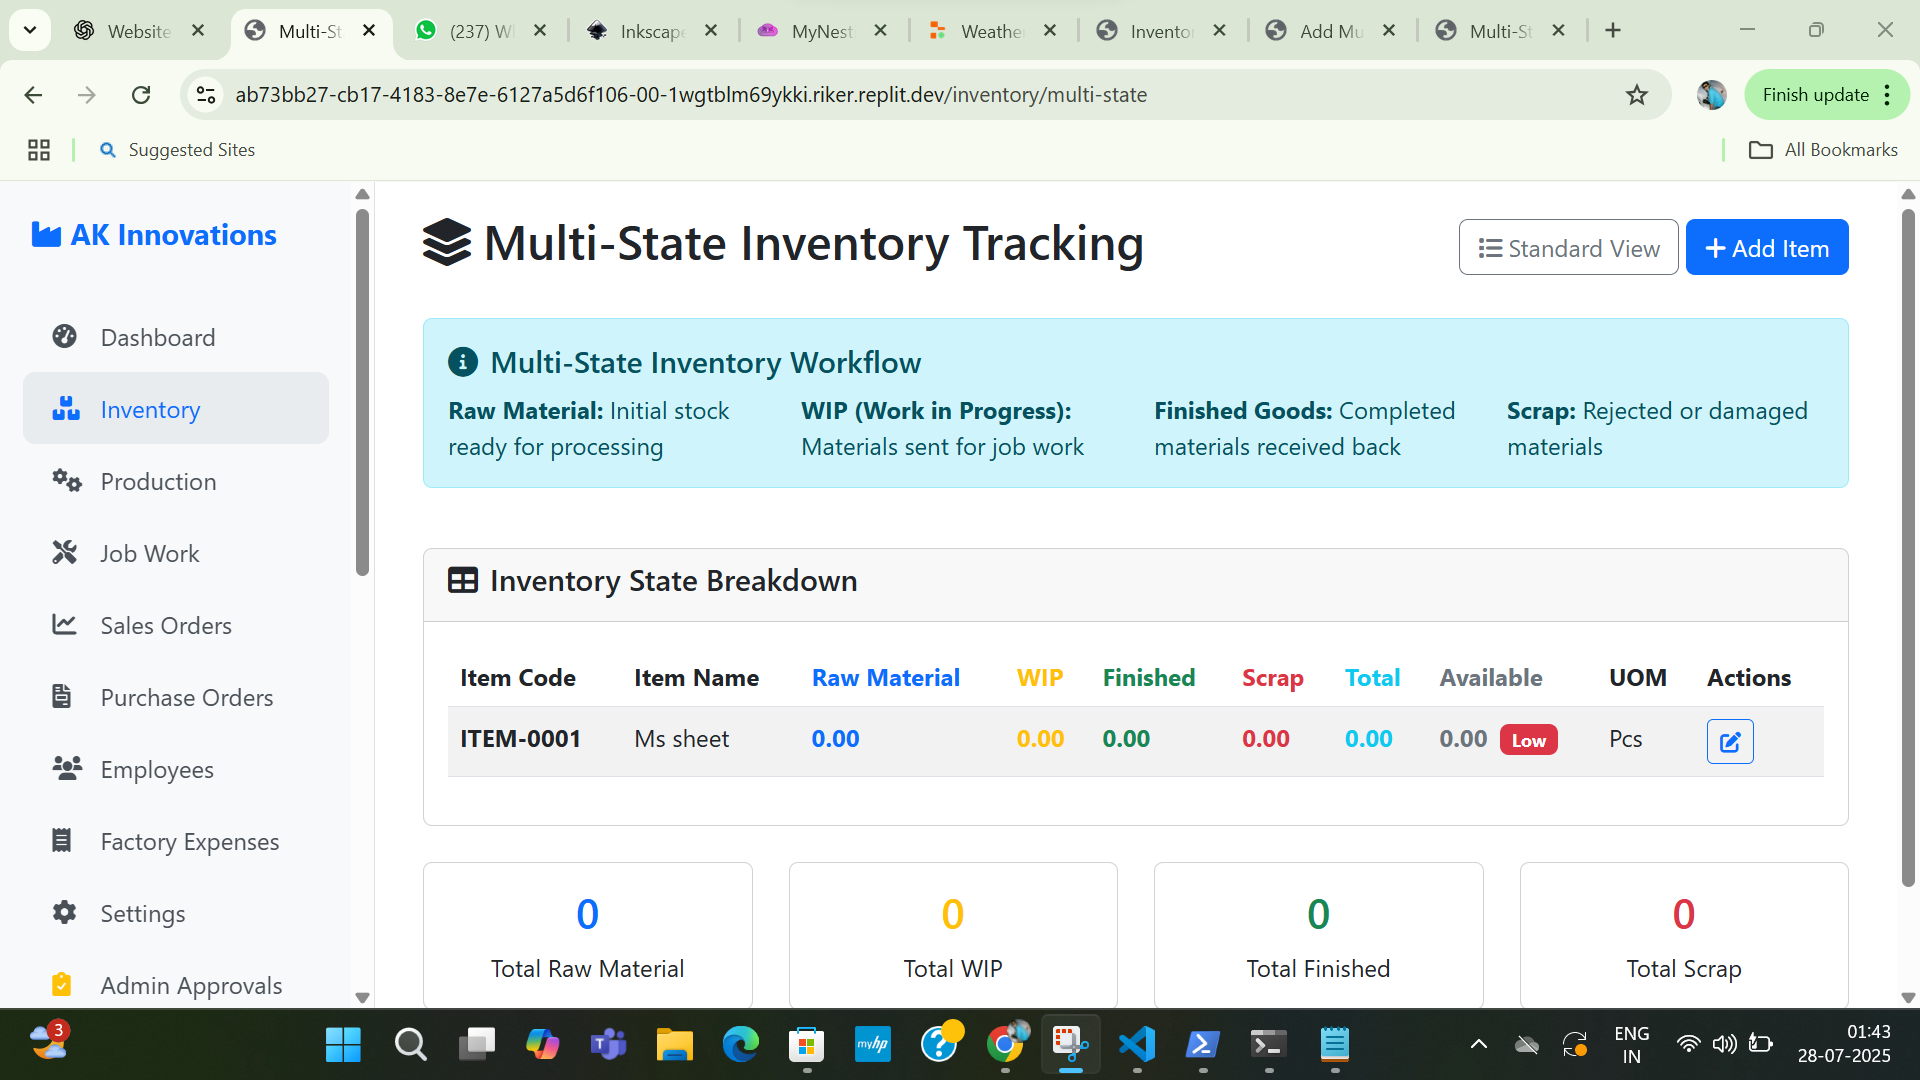 Website
Multi-St
(237) W
Inkscape
MyNest
Weather
Inventor
Add Mu
Multi-St
ab73bb27-cb17-4183-8e7e-6127a5d6f106-00-1wgtblm69ykki.riker.replit.dev/inventory/multi-state
Finish update
Suggested Sites
All Bookmarks
AK Innovations
Dashboard
Inventory
Production
Job Work
Sales Orders
Purchase Orders
Employees
Factory Expenses
Settings
Admin Approvals
Multi-State Inventory Tracking
Standard View
Add Item
Multi-State Inventory Workflow
Raw Material: Initial stock
ready for processing
WIP (Work in Progress):
Materials sent for job work
Finished Goods: Completed
materials received back
Scrap: Rejected or damaged
materials
Inventory State Breakdown
Item Code Item Name Raw Material WIP Finished Scrap Total Available UOM Actions
ITEM-0001 Ms sheet 0.00 0.00 0.00 0.00 0.00 0.00 Low Pcs
0
Total Raw Material
0
Total WIP
0
Total Finished
0
Total Scrap
3
myhp
ENG
IN
01:43
28-07-2025